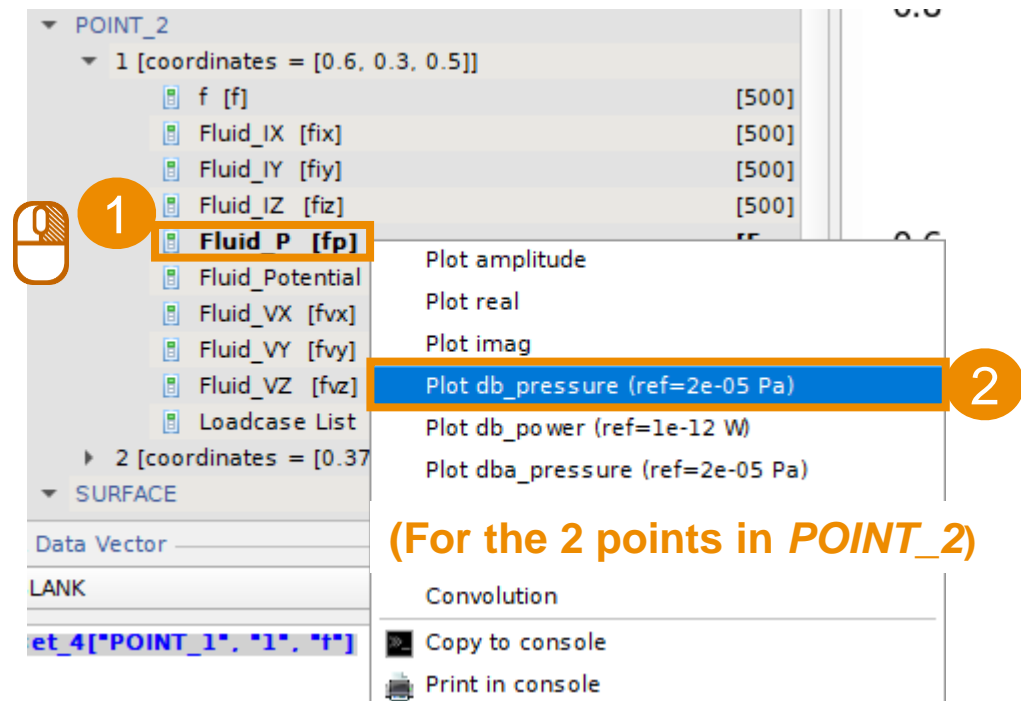 0.8
POINT_2
1 [coordinates = [0.6, 0.3, 0.5]]
f [f] [500]
Fluid_IX [fix] [500]
Fluid_IY [fiy] [500]
Fluid_IZ [fiz] [500]
1
Fluid_P [fp]
0.6
Plot amplitude
Fluid_Potential
Plot real
Fluid_VX [fvx]
Plot imag
Fluid_VY [fvy]
Fluid_VZ [fvz]
Plot db_pressure (ref=2e-05 Pa)
2
Loadcase List
Plot db_power (ref=1e-12 W)
2 [coordinates = [0.37
Plot dba_pressure (ref=2e-05 Pa)
SURFACE
Data Vector
(For the 2 points in POINT_2)
LANK
Convolution
et_4["POINT_1", "1", "f"]
Copy to console
Print in console